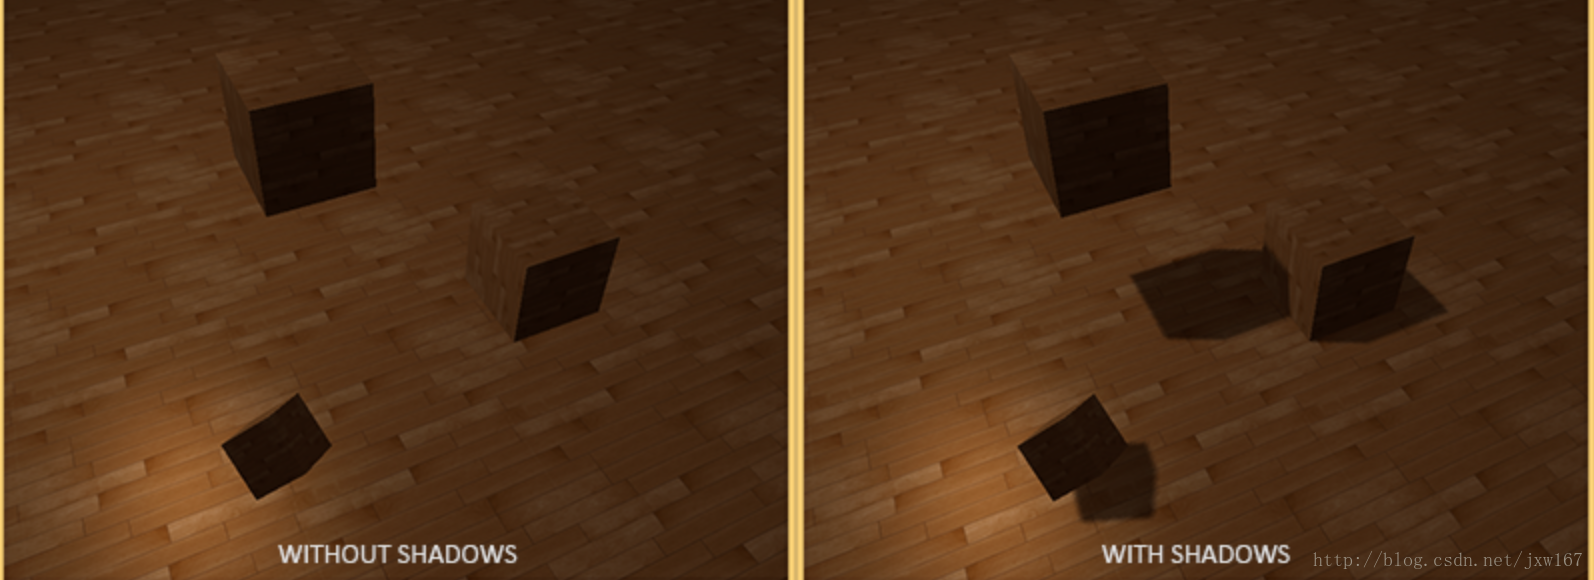 WITHOUT SHADOWS
WITH SHADOWS
http://blog.csdn.net/jxw167